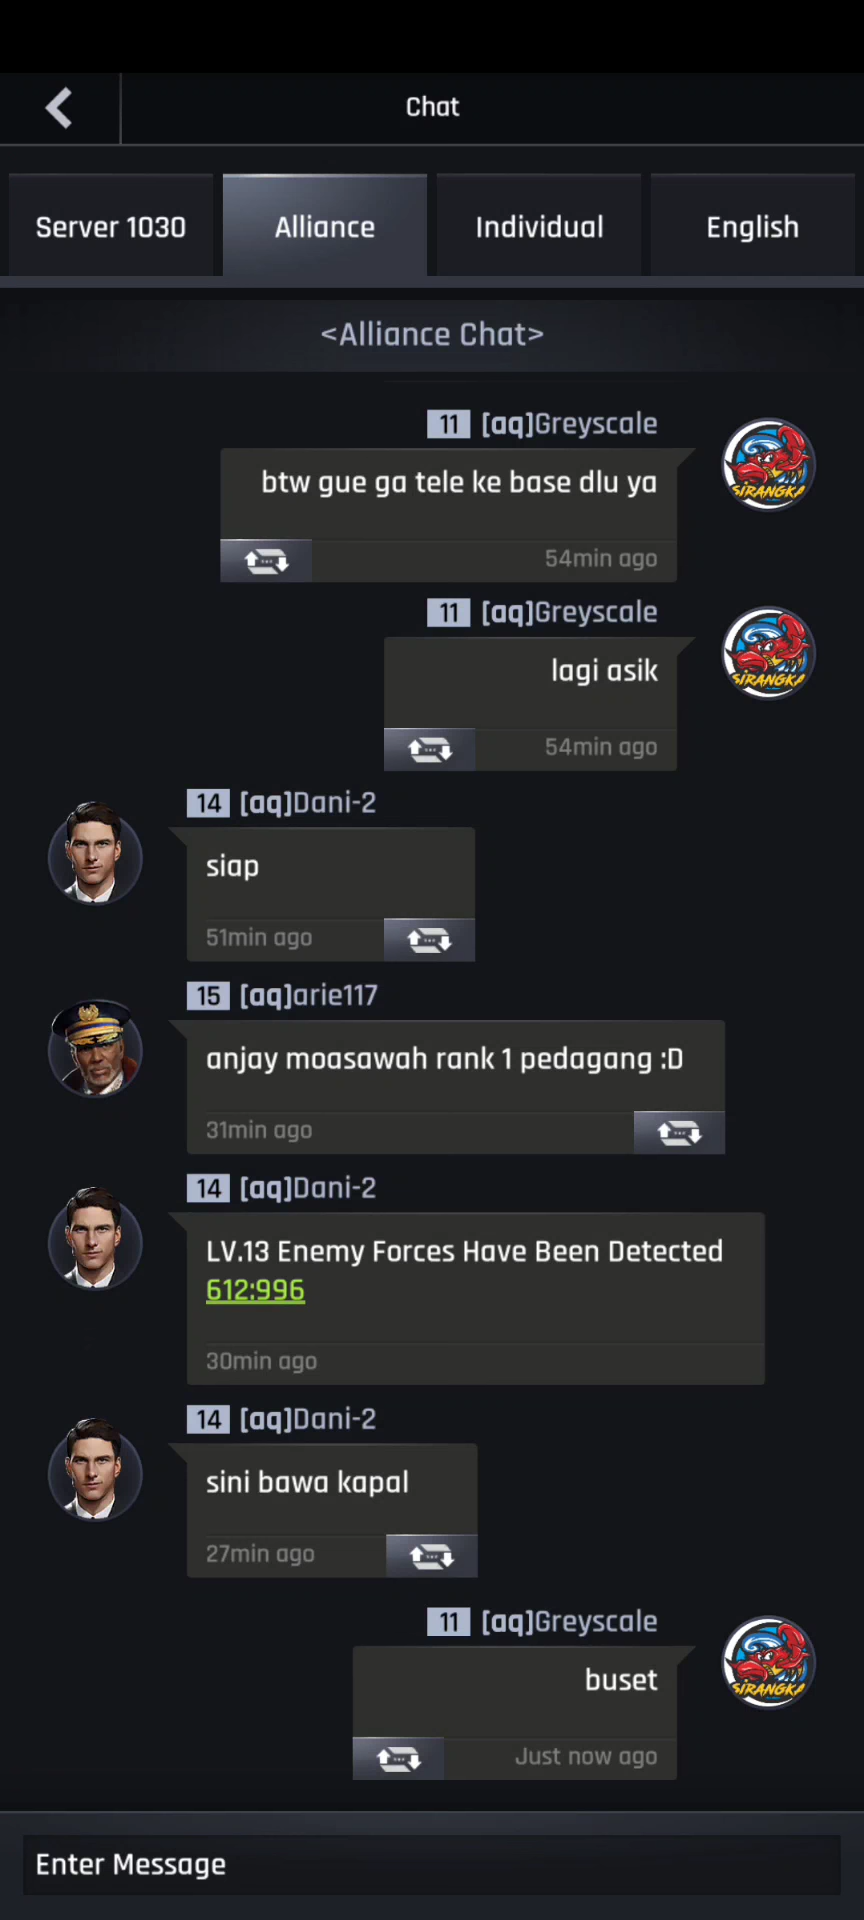 Chat
Server 1030
Alliance
Individual
English
<Alliance Chat>
11 [aq]Greyscale
btw gue ga tele ke base dlu ya
54min ago
SIRANGKA
11 [aq]Greyscale
lagi asik
54min ago
SIRANGKA
14 [aq]Dani-2
siap
51min ago
15 [aq]arie117
anjay moasawah rank 1 pedagang :D
31min ago
14 [aq]Dani-2
LV.13 Enemy Forces Have Been Detected
612:996
30min ago
14 [aq]Dani-2
sini bawa kapal
27min ago
11 [aq]Greyscale
buset
Just now ago
SIRANGKA
Enter Message